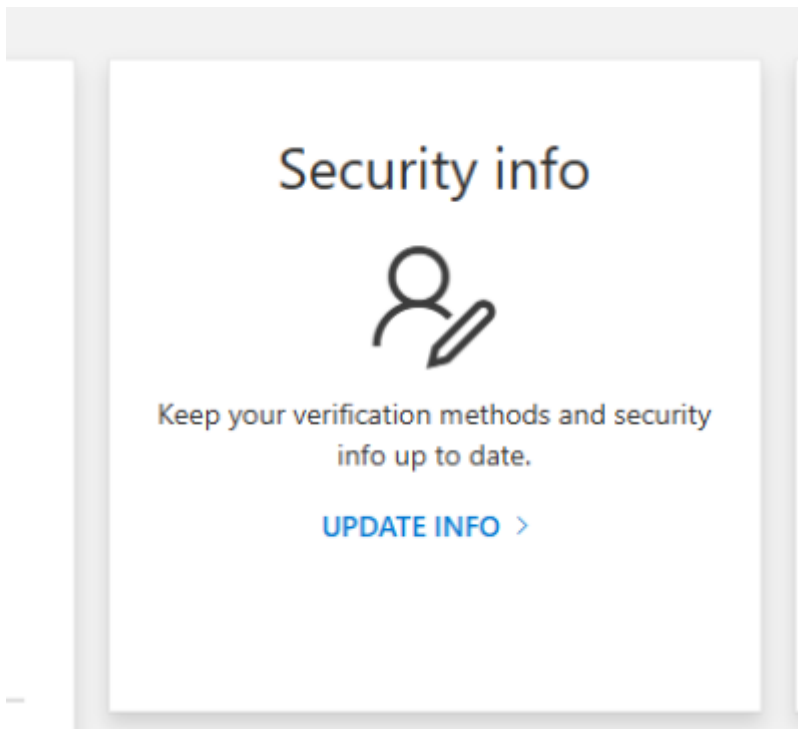 Security info
Keep your verification methods and security
info up to date.
UPDATE INFO >